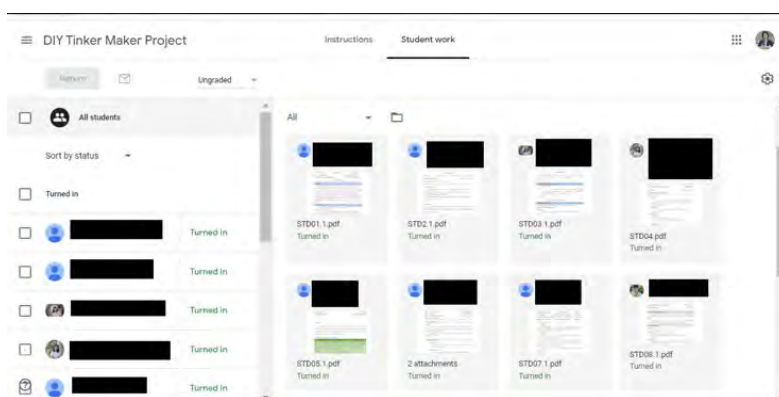 DIY Tinker Maker Project
Instructions
Student work
Return
Ungraded
All students
All
Sort by status
Turned in
Turned in
Turned in
Turned in
Turned in
Turned in
STD01.1.pdf
Turned in
STD2.1.pdf
Turned in
STD03.1.pdf
Turned in
STD04.pdf
Turned in
STD05.1.pdf
Turned in
2 attachments
Turned in
STD07.1.pdf
Turned in
STD08.1.pdf
Turned in